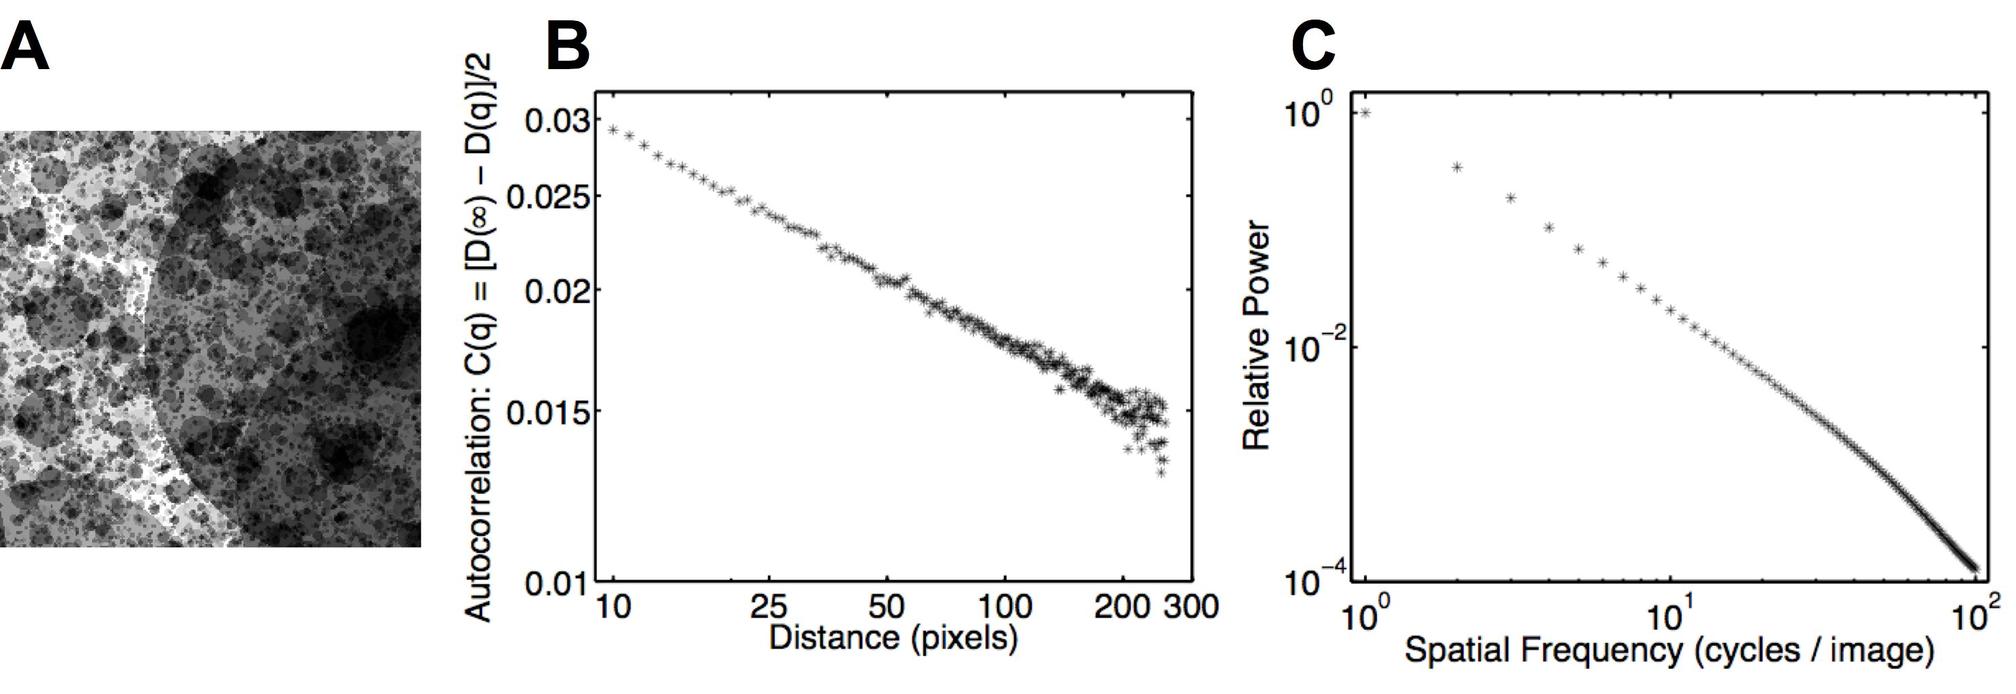 A
B
C
Autocorrelation: C(q) = [D(∞) − D(q)]/2
0.03
0.025
0.02
0.015
0.01
10 25 50 100 200 300
Distance (pixels)
Relative Power
10^0
10^−2
10^−4
10^0 10^1 10^2
Spatial Frequency (cycles / image)